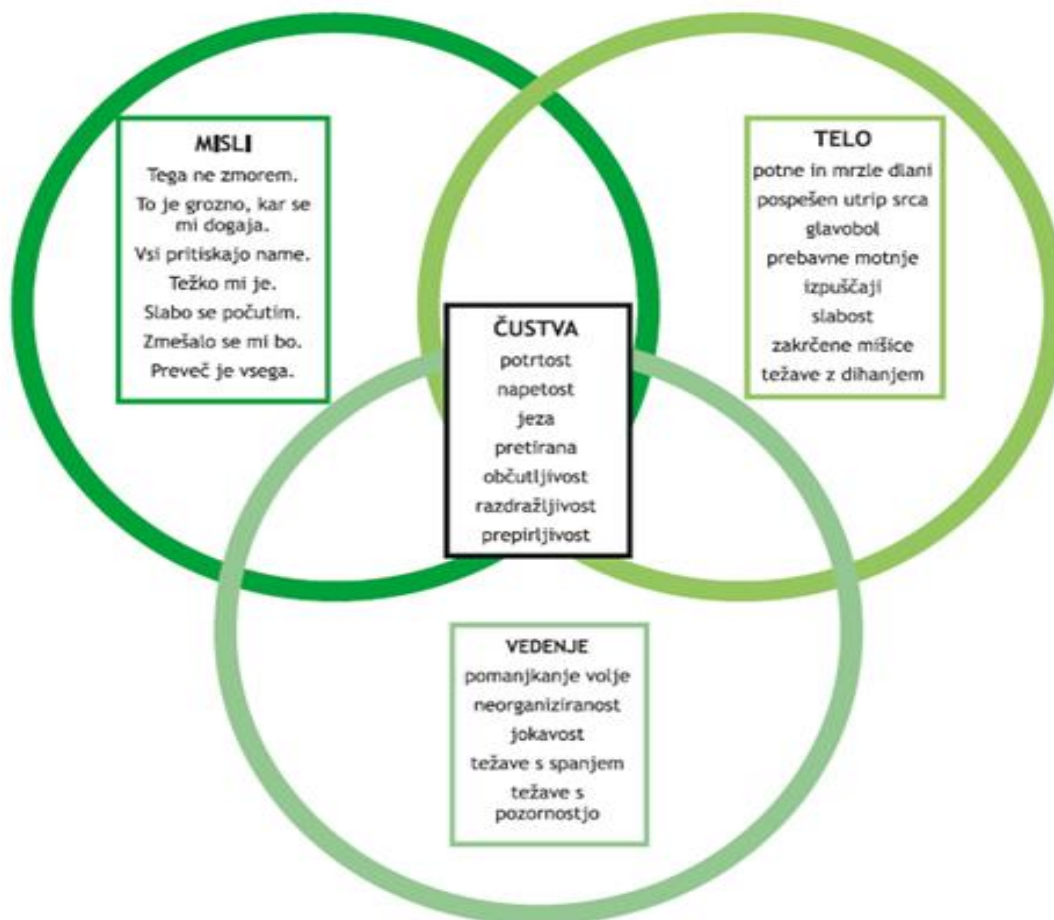 MISLI
Tega ne zmorem.
To je grozno, kar se
mi dogaja.
Vsi pritiskajo name.
Težko mi je.
Slabo se počutim.
Zmešalo se mi bo.
Preveč je vsega.
TELO
potne in mrzle dlani
pospešen utrip srca
glavobol
prebavne motnje
izpuščaji
slabost
zakrčene mišice
težave z dihanjem
ČUSTVA
potrtost
napetost
jeza
pretirana
občutljivost
razdražljivost
prepirljivost
VEDENJE
pomanjkanje volje
neorganiziranost
jokavost
težave s spanjem
težave s
pozornostjo